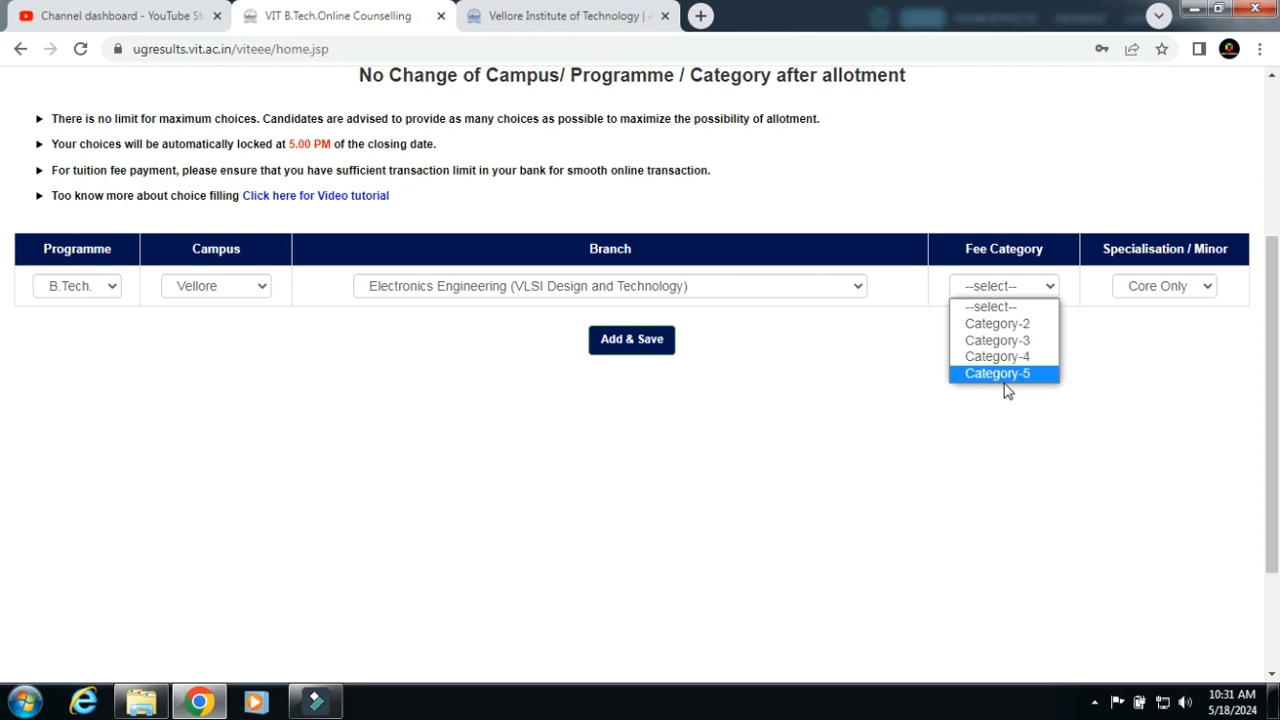 Channel dashboard - YouTube St
VIT B.Tech.Online Counselling
Vellore Institute of Technology | A
ugresults.vit.ac.in/viteee/home.jsp
No Change of Campus/ Programme / Category after allotment
There is no limit for maximum choices. Candidates are advised to provide as many choices as possible to maximize the possibility of allotment.
Your choices will be automatically locked at 5.00 PM of the closing date.
For tuition fee payment, please ensure that you have sufficient transaction limit in your bank for smooth online transaction.
Too know more about choice filling Click here for Video tutorial
Programme Campus Branch Fee Category Specialisation / Minor
B.Tech. Vellore Electronics Engineering (VLSI Design and Technology) --select-- Core Only
--select--
Category-2
Category-3
Category-4
Category-5
Add & Save
10:31 AM
5/18/2024